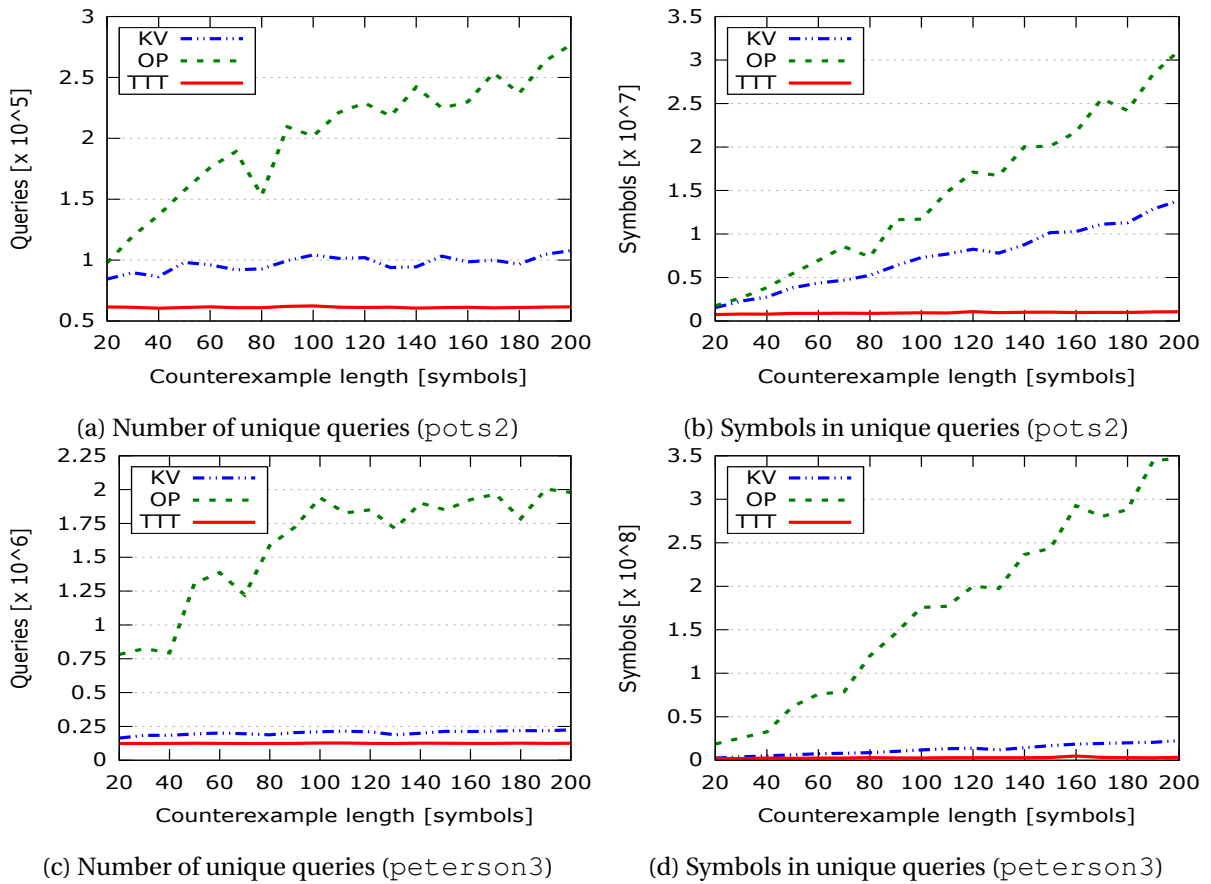 3
2.5
2
1.5
1
0.5
20 40 60 80 100 120 140 160 180 200
Queries [x 10^5]
Counterexample length [symbols]
KV
OP
TTT
(a) Number of unique queries (pots2)
3.5
3
2.5
2
1.5
1
0.5
0
20 40 60 80 100 120 140 160 180 200
Symbols [x 10^7]
Counterexample length [symbols]
KV
OP
TTT
(b) Symbols in unique queries (pots2)
2.25
2
1.75
1.5
1.25
1
0.75
0.5
0.25
0
20 40 60 80 100 120 140 160 180 200
Queries [x 10^6]
Counterexample length [symbols]
KV
OP
TTT
(c) Number of unique queries (peterson3)
3.5
3
2.5
2
1.5
1
0.5
0
20 40 60 80 100 120 140 160 180 200
Symbols [x 10^8]
Counterexample length [symbols]
KV
OP
TTT
(d) Symbols in unique queries (peterson3)